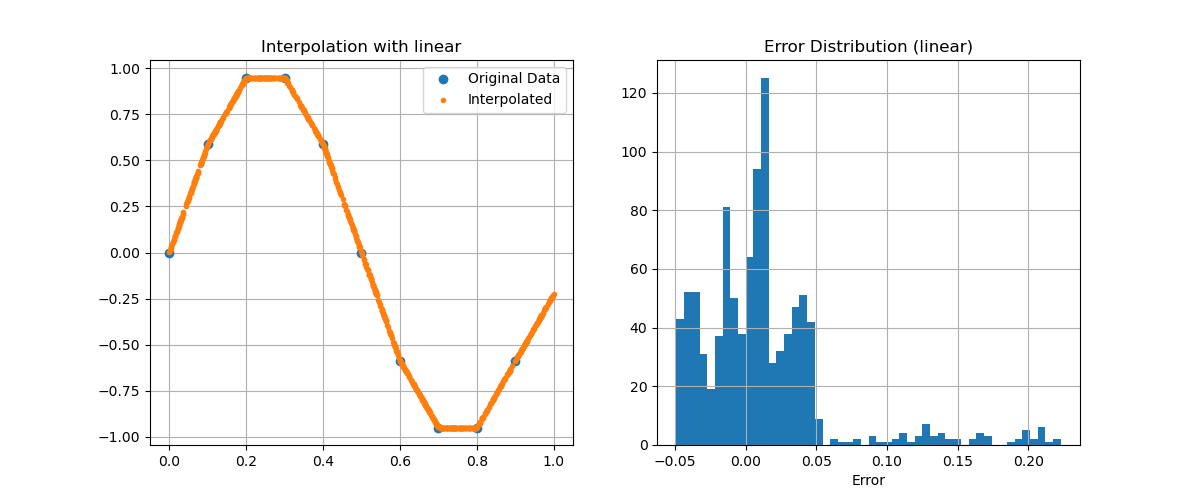 Interpolation with linear
1.00
0.75
0.50
0.25
0.00
−0.25
−0.50
−0.75
−1.00
0.0 0.2 0.4 0.6 0.8 1.0
Original Data
Interpolated
Error Distribution (linear)
120
100
80
60
40
20
0
−0.05 0.00 0.05 0.10 0.15 0.20
Error